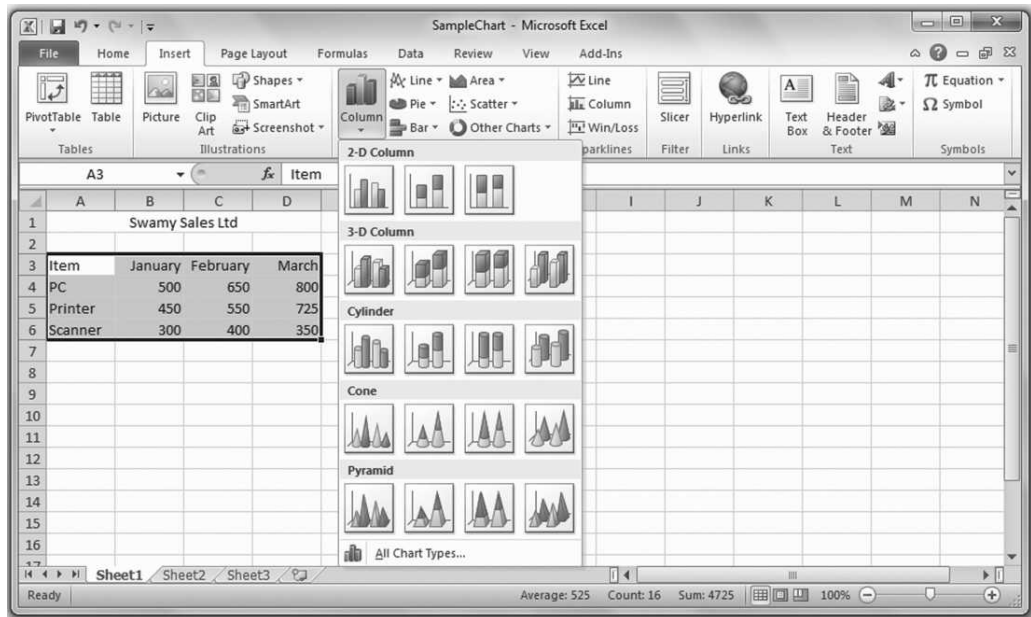 SampleChart - Microsoft Excel
File Home Insert Page Layout Formulas Data Review View Add-Ins
PivotTable Table Picture Clip Art Shapes SmartArt Screenshot
Column Line Pie Bar Area Scatter Other Charts
Line Column Win/Loss
Slicer Hyperlink Text Box Header & Footer
π Equation
Ω Symbol
Tables Illustrations parklines Filter Links Text Symbols
A3 fx Item
2-D Column
3-D Column
Cylinder
Cone
Pyramid
All Chart Types...
A B C D I J K L M N
1 Swamy Sales Ltd
2
3 Item January February March
4 PC 500 650 800
5 Printer 450 550 725
6 Scanner 300 400 350
7
8
9
10
11
12
13
14
15
16
17
Sheet1 Sheet2 Sheet3
Ready Average: 525 Count: 16 Sum: 4725 100%